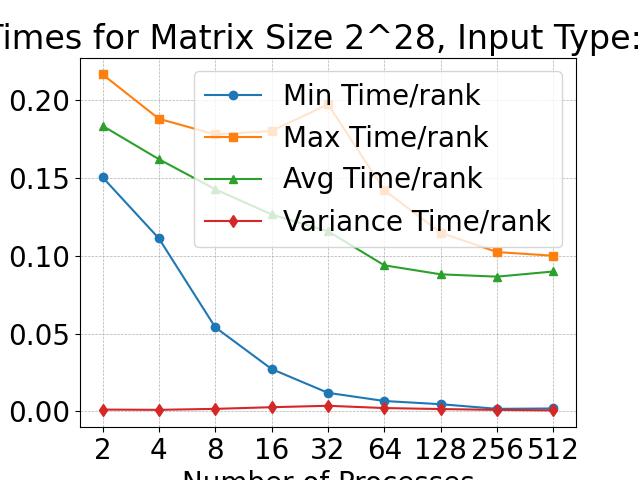 Times for Matrix Size 2^28, Input Type:
0.20
0.15
0.10
0.05
0.00
Min Time/rank
Max Time/rank
Avg Time/rank
Variance Time/rank
2 4 8 16 32 64 128 256 512
Number of Processes